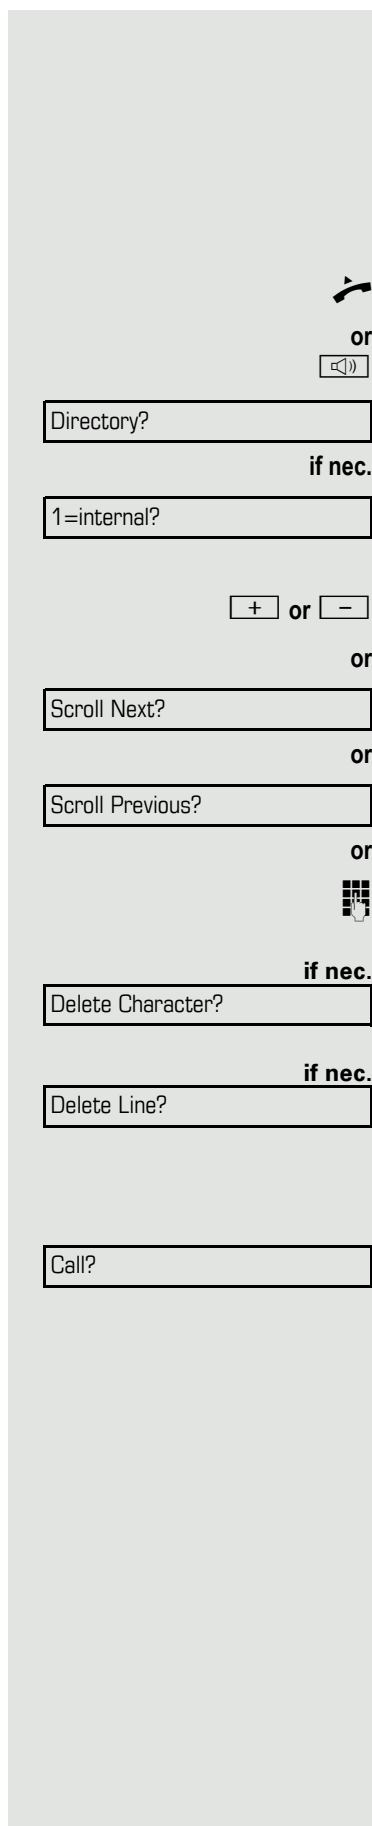 or
Directory?
if nec.
1=internal?
+ or −
or
Scroll Next?
or
Scroll Previous?
or
if nec.
Delete Character?
if nec.
Delete Line?
Call?